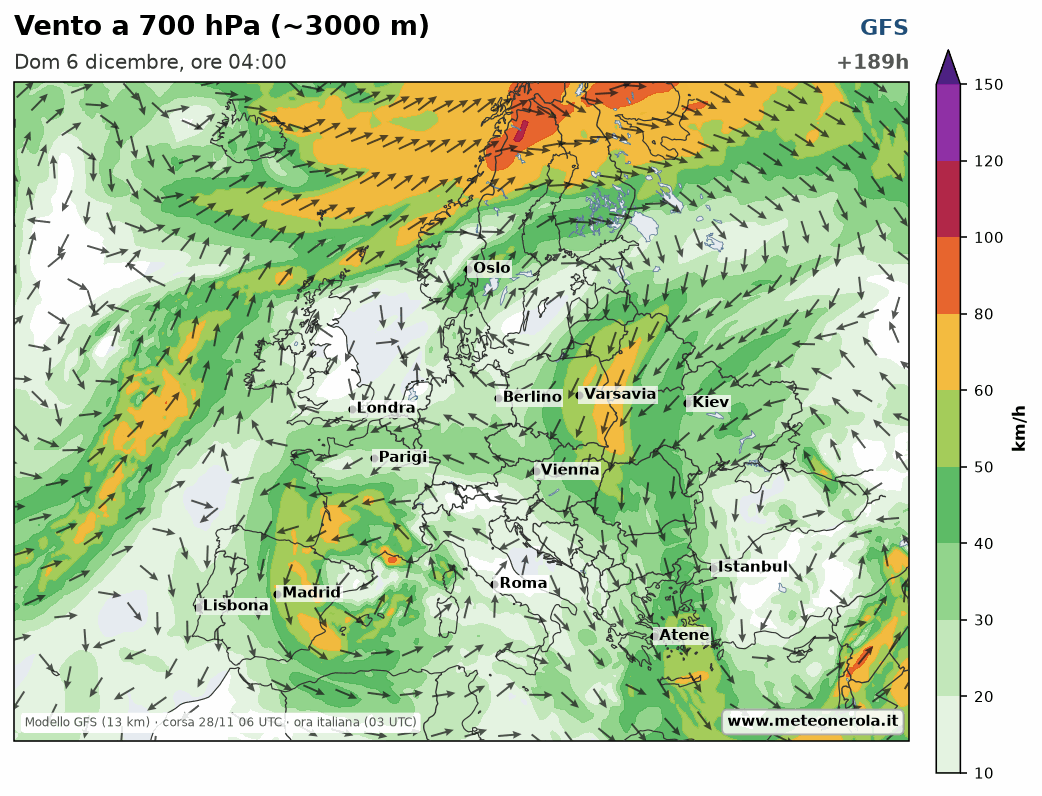 Vento a 700 hPa (~3000 m)
GFS
Dom 6 dicembre, ore 04:00
+189h
150
120
100
80
60
50
40
30
20
10
km/h
Oslo
Berlino
Varsavia
Kiev
Londra
Parigi
Vienna
Istanbul
Roma
Madrid
Lisbona
Atene
Modello GFS (13 km) · corsa 28/11 06 UTC · ora italiana (03 UTC)
www.meteonerola.it